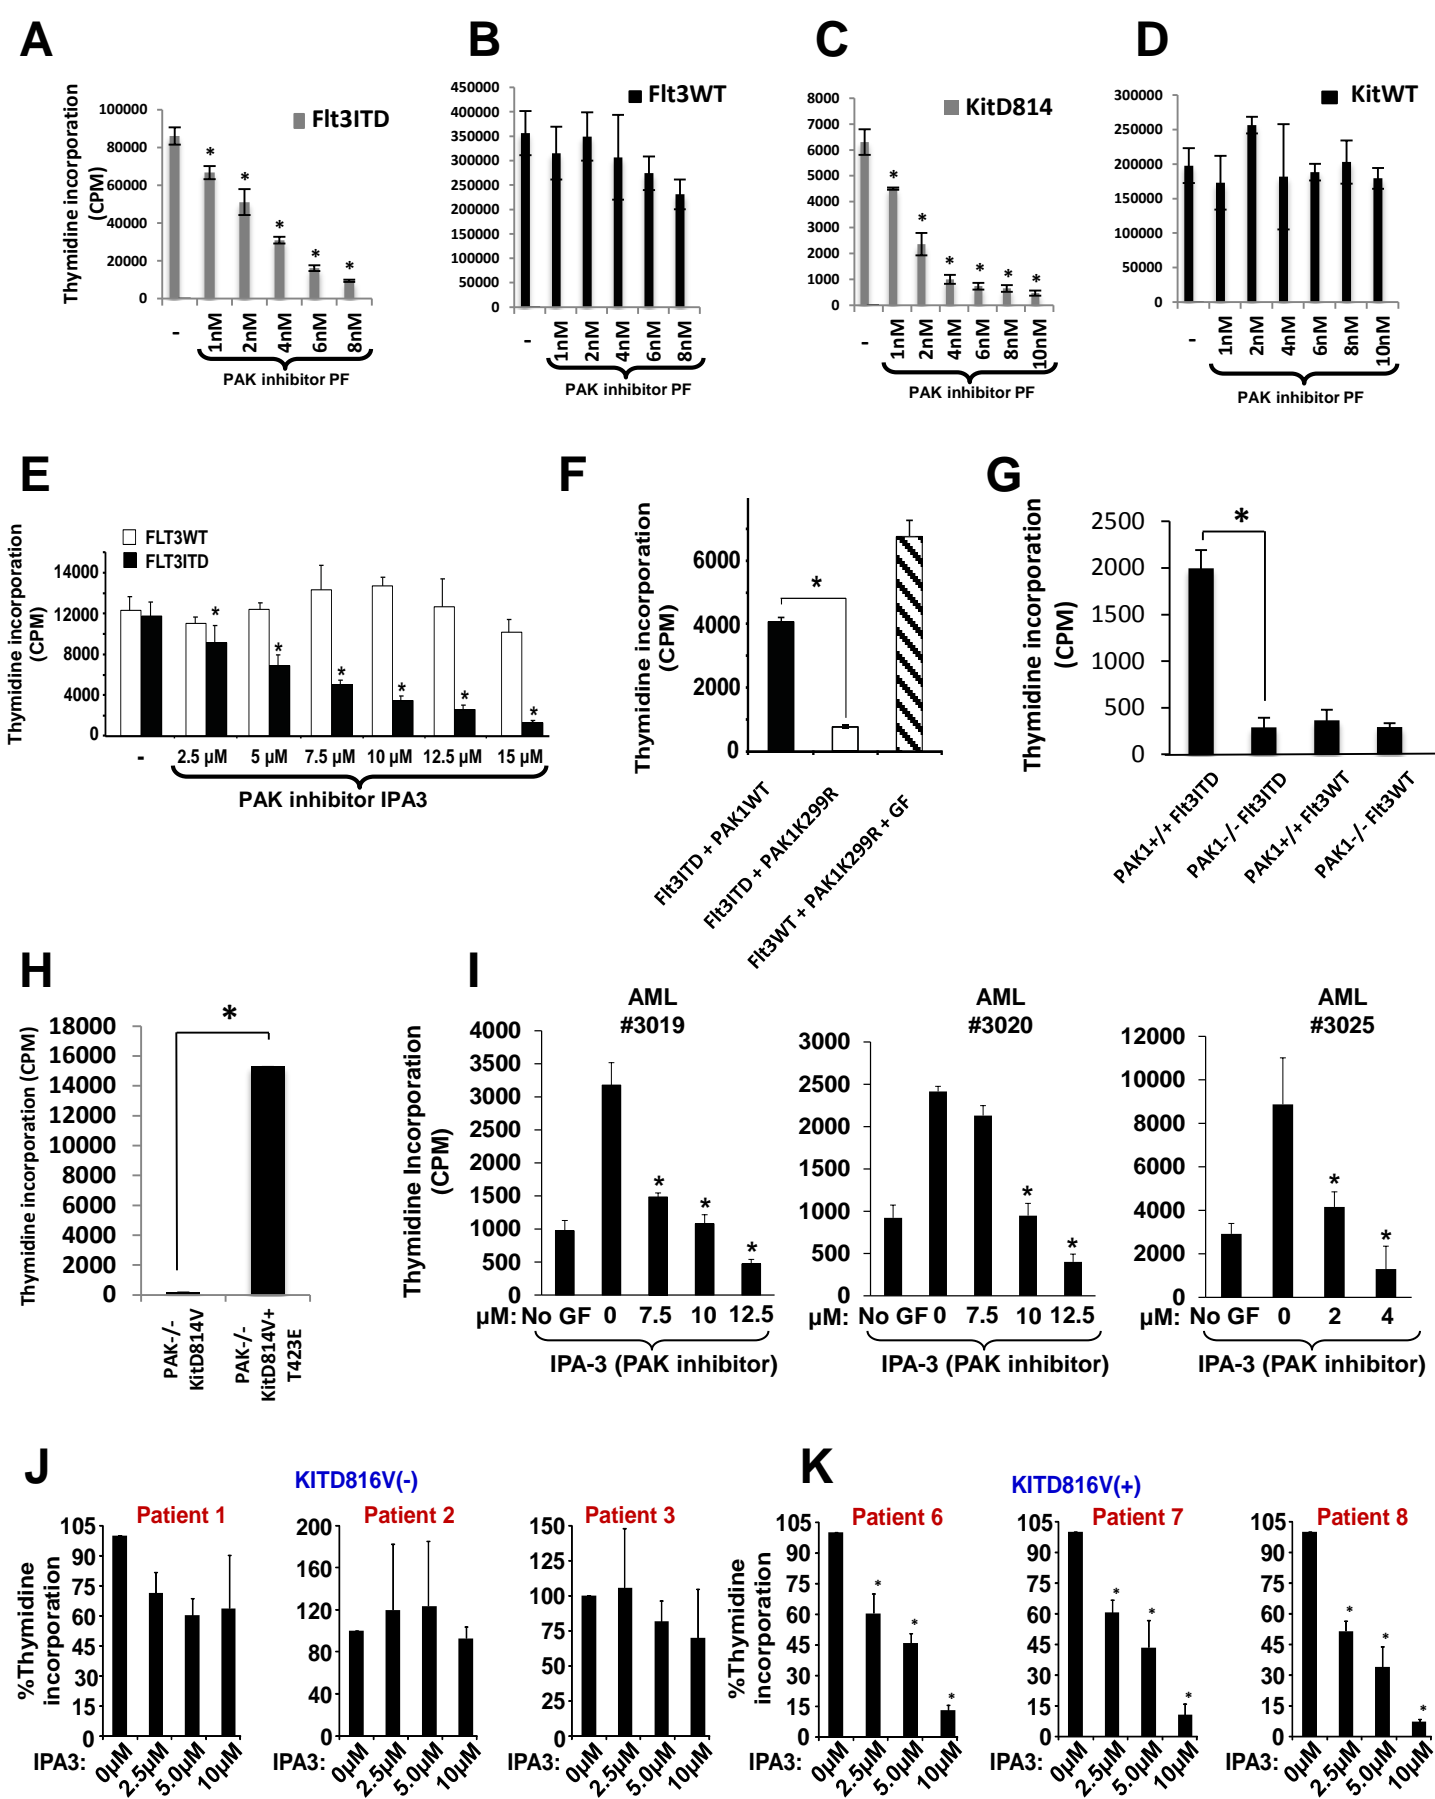 A
B
C
D
Thymidine incorporation
(CPM)
100000
80000
60000
40000
20000
0
Flt3ITD
*
*
*
*
*
-
1nM
2nM
4nM
6nM
8nM
PAK inhibitor PF
450000
400000
350000
300000
250000
200000
150000
100000
50000
0
Flt3WT
-
1nM
2nM
4nM
6nM
8nM
PAK inhibitor PF
8000
7000
6000
5000
4000
3000
2000
1000
0
KitD814
*
*
*
*
*
*
-
1nM
2nM
4nM
6nM
8nM
10nM
PAK inhibitor PF
300000
250000
200000
150000
100000
50000
0
KitWT
-
1nM
2nM
4nM
6nM
8nM
10nM
PAK inhibitor PF
E
Thymidine incorporation
(CPM)
FLT3WT
FLT3ITD
14000
12000
8000
4000
0
*
*
*
*
*
*
- 2.5 µM 5 µM 7.5 µM 10 µM 12.5 µM 15 µM
PAK inhibitor IPA3
F
Thymidine incorporation
(CPM)
6000
4000
2000
0
*
Flt3ITD + PAK1WT
Flt3ITD + PAK1K299R
Flt3WT + PAK1K299R + GF
G
Thymidine incorporation
(CPM)
2500
2000
1500
1000
500
0
*
PAK1+/+ Flt3ITD
PAK1-/- Flt3ITD
PAK1+/+ Flt3WT
PAK1-/- Flt3WT
H
Thymidine incorporation (CPM)
18000
16000
14000
12000
10000
8000
6000
4000
2000
0
*
PAK-/-
KitD814V
PAK-/-
KitD814V+
T423E
I
Thymidine Incorporation
(CPM)
AML
#3019
4000
3500
3000
2500
2000
1500
1000
500
0
*
*
*
µM: No GF 0 7.5 10 12.5
IPA-3 (PAK inhibitor)
AML
#3020
3000
2500
2000
1500
1000
500
0
*
*
µM: No GF 0 7.5 10 12.5
IPA-3 (PAK inhibitor)
AML
#3025
12000
10000
8000
6000
4000
2000
0
*
*
µM: No GF 0 2 4
IPA-3 (PAK inhibitor)
J
KITD816V(-)
%Thymidine
incorporation
Patient 1
105
90
75
60
45
30
15
0
IPA3: 0µM 2.5µM 5.0µM 10µM
Patient 2
200
160
120
80
40
0
IPA3: 0µM 2.5µM 5.0µM 10µM
Patient 3
150
125
100
75
50
25
0
IPA3: 0µM 2.5µM 5.0µM 10µM
K
KITD816V(+)
%Thymidine
incorporation
Patient 6
105
90
75
60
45
30
15
0
*
*
*
IPA3: 0µM 2.5µM 5.0µM 10µM
Patient 7
105
90
75
60
45
30
15
0
*
*
*
IPA3: 0µM 2.5µM 5.0µM 10µM
Patient 8
105
90
75
60
45
30
15
0
*
*
*
IPA3: 0µM 2.5µM 5.0µM 10µM